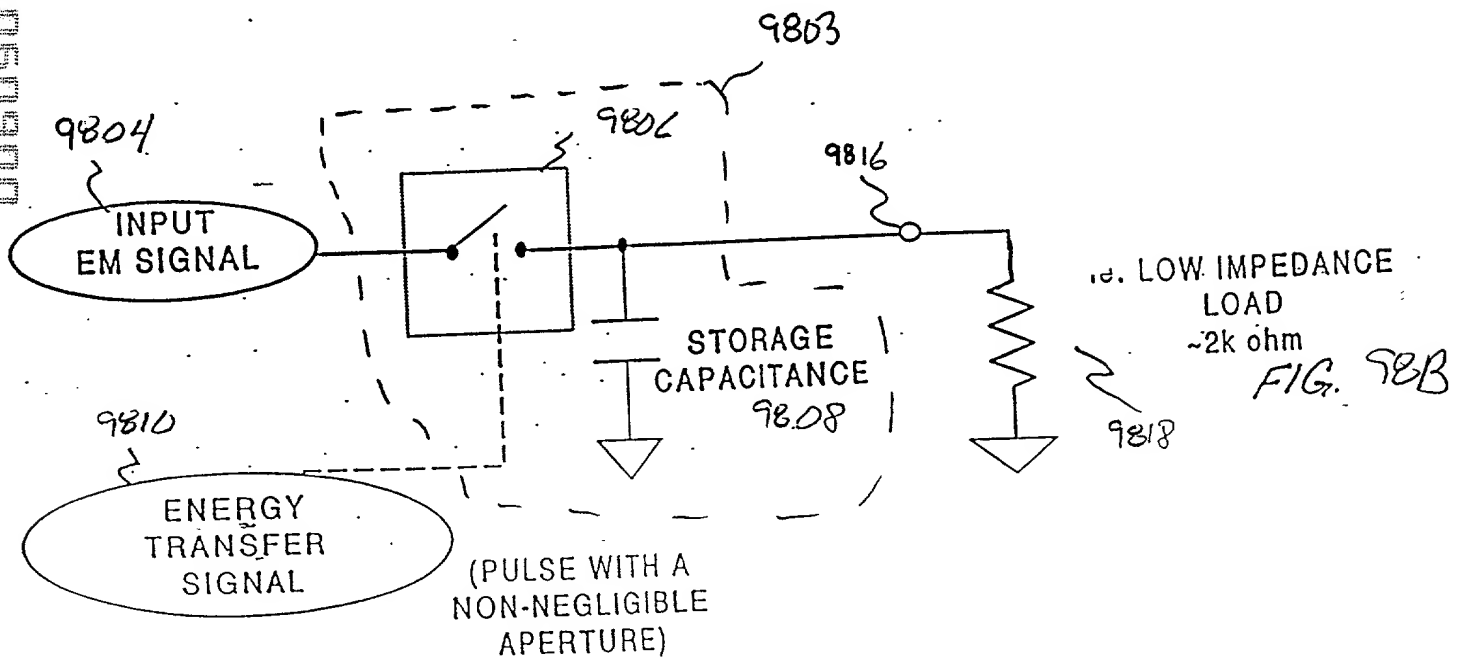 9803
9804
9806
9816
INPUT
EM SIGNAL
LOW IMPEDANCE
LOAD
~2k ohm
FIG. 98B
STORAGE
CAPACITANCE
9808
9818
9810
ENERGY
TRANSFER
SIGNAL
(PULSE WITH A
NON-NEGLIGIBLE
APERTURE)